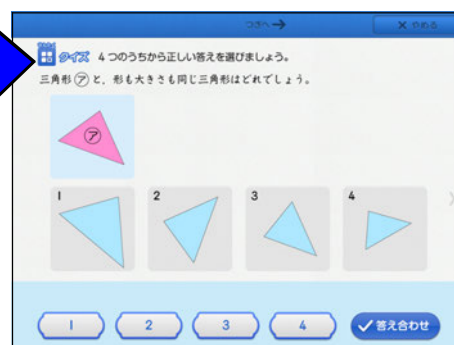 つぎへ→
× やめる
クイズ 4つのうちから正しい答えを選びましょう。
三角形㋐と，形も大きさも同じ三角形はどれでしょう。
㋐
1 2 3 4
1 2 3 4 答え合わせ